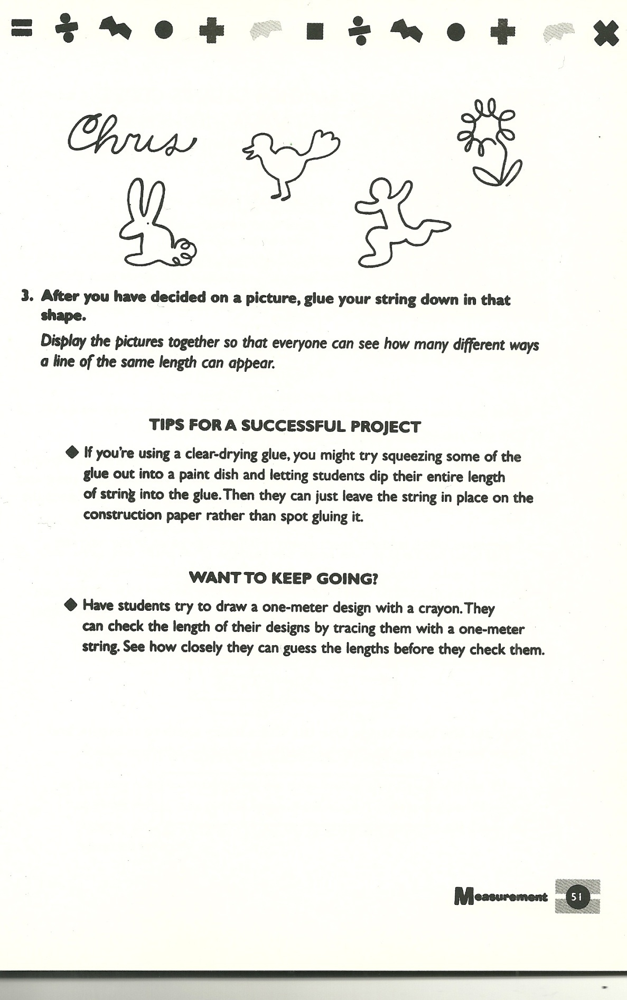 Chris
3. After you have decided on a picture, glue your string down in that
shape.
Display the pictures together so that everyone can see how many different ways
a line of the same length can appear.
TIPS FOR A SUCCESSFUL PROJECT
◆ If you're using a clear-drying glue, you might try squeezing some of the
glue out into a paint dish and letting students dip their entire length
of string into the glue. Then they can just leave the string in place on the
construction paper rather than spot gluing it.
WANT TO KEEP GOING?
◆ Have students try to draw a one-meter design with a crayon. They
can check the length of their designs by tracing them with a one-meter
string. See how closely they can guess the lengths before they check them.
Measurement 51